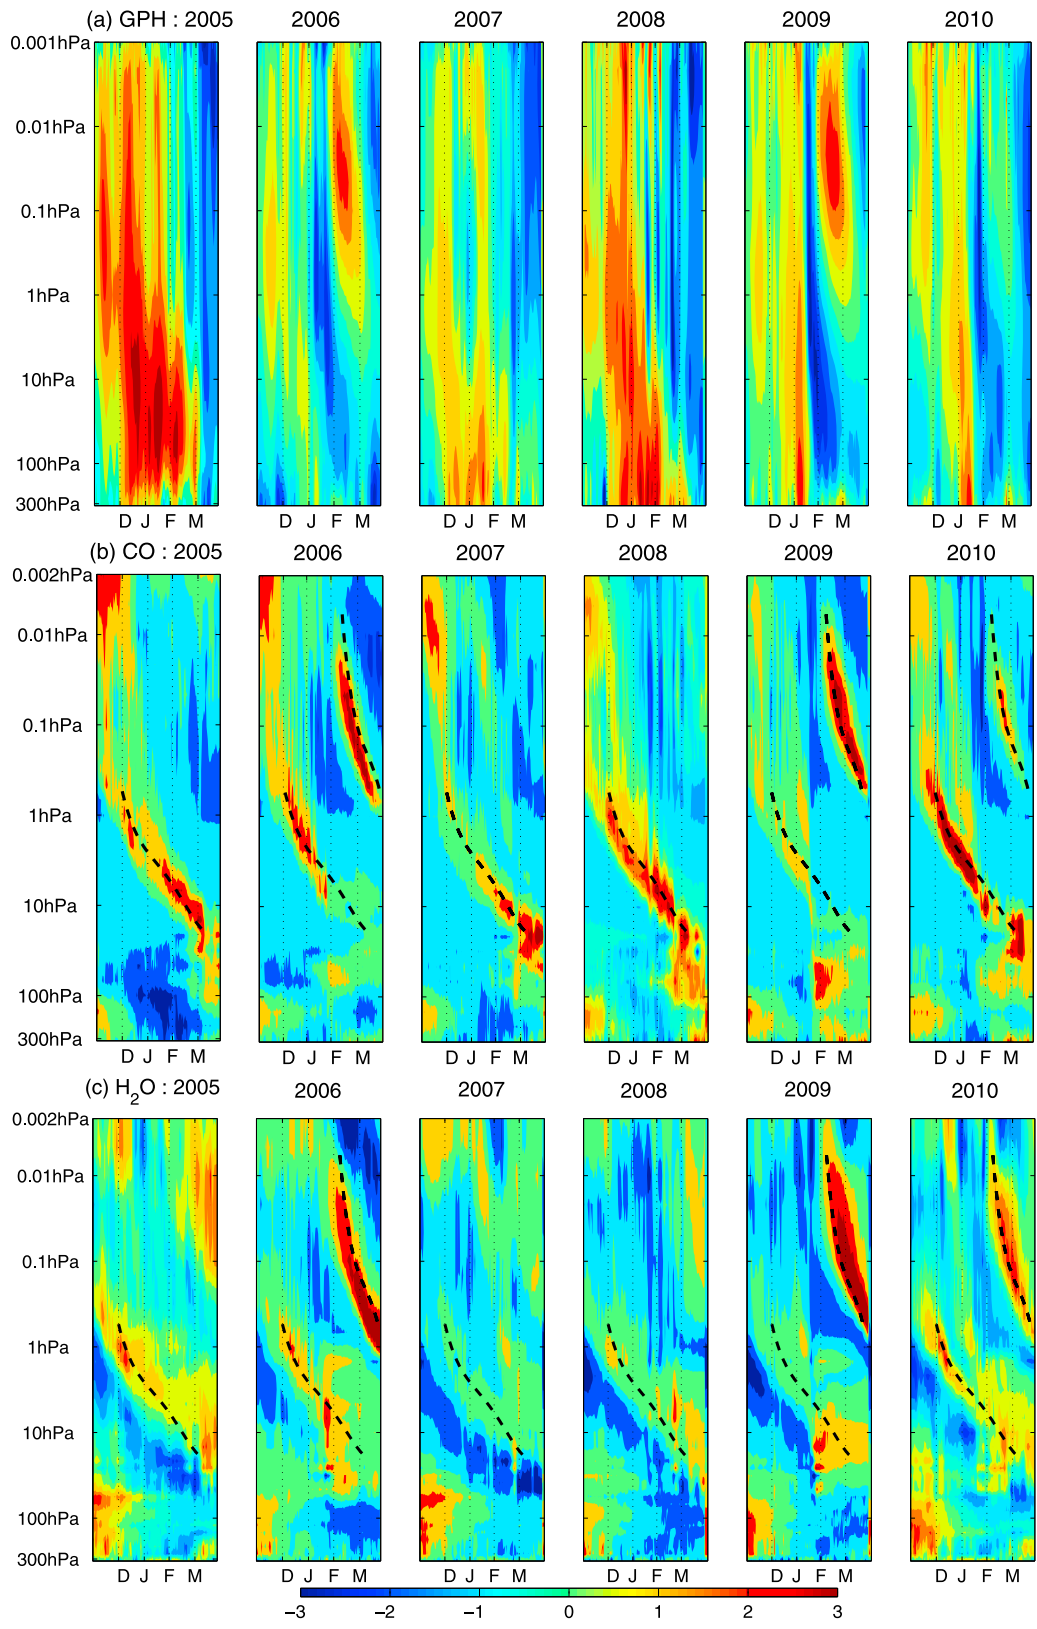 (a) GPH : 2005 2006 2007 2008 2009 2010
0.001hPa
0.01hPa
0.1hPa
1hPa
10hPa
100hPa
300hPa
D J F M D J F M D J F M D J F M D J F M D J F M
(b) CO : 2005 2006 2007 2008 2009 2010
0.002hPa
0.01hPa
0.1hPa
1hPa
10hPa
100hPa
300hPa
D J F M D J F M D J F M D J F M D J F M D J F M
(c) H₂O : 2005 2006 2007 2008 2009 2010
0.002hPa
0.01hPa
0.1hPa
1hPa
10hPa
100hPa
300hPa
D J F M D J F M D J F M D J F M D J F M D J F M
−3 −2 −1 0 1 2 3